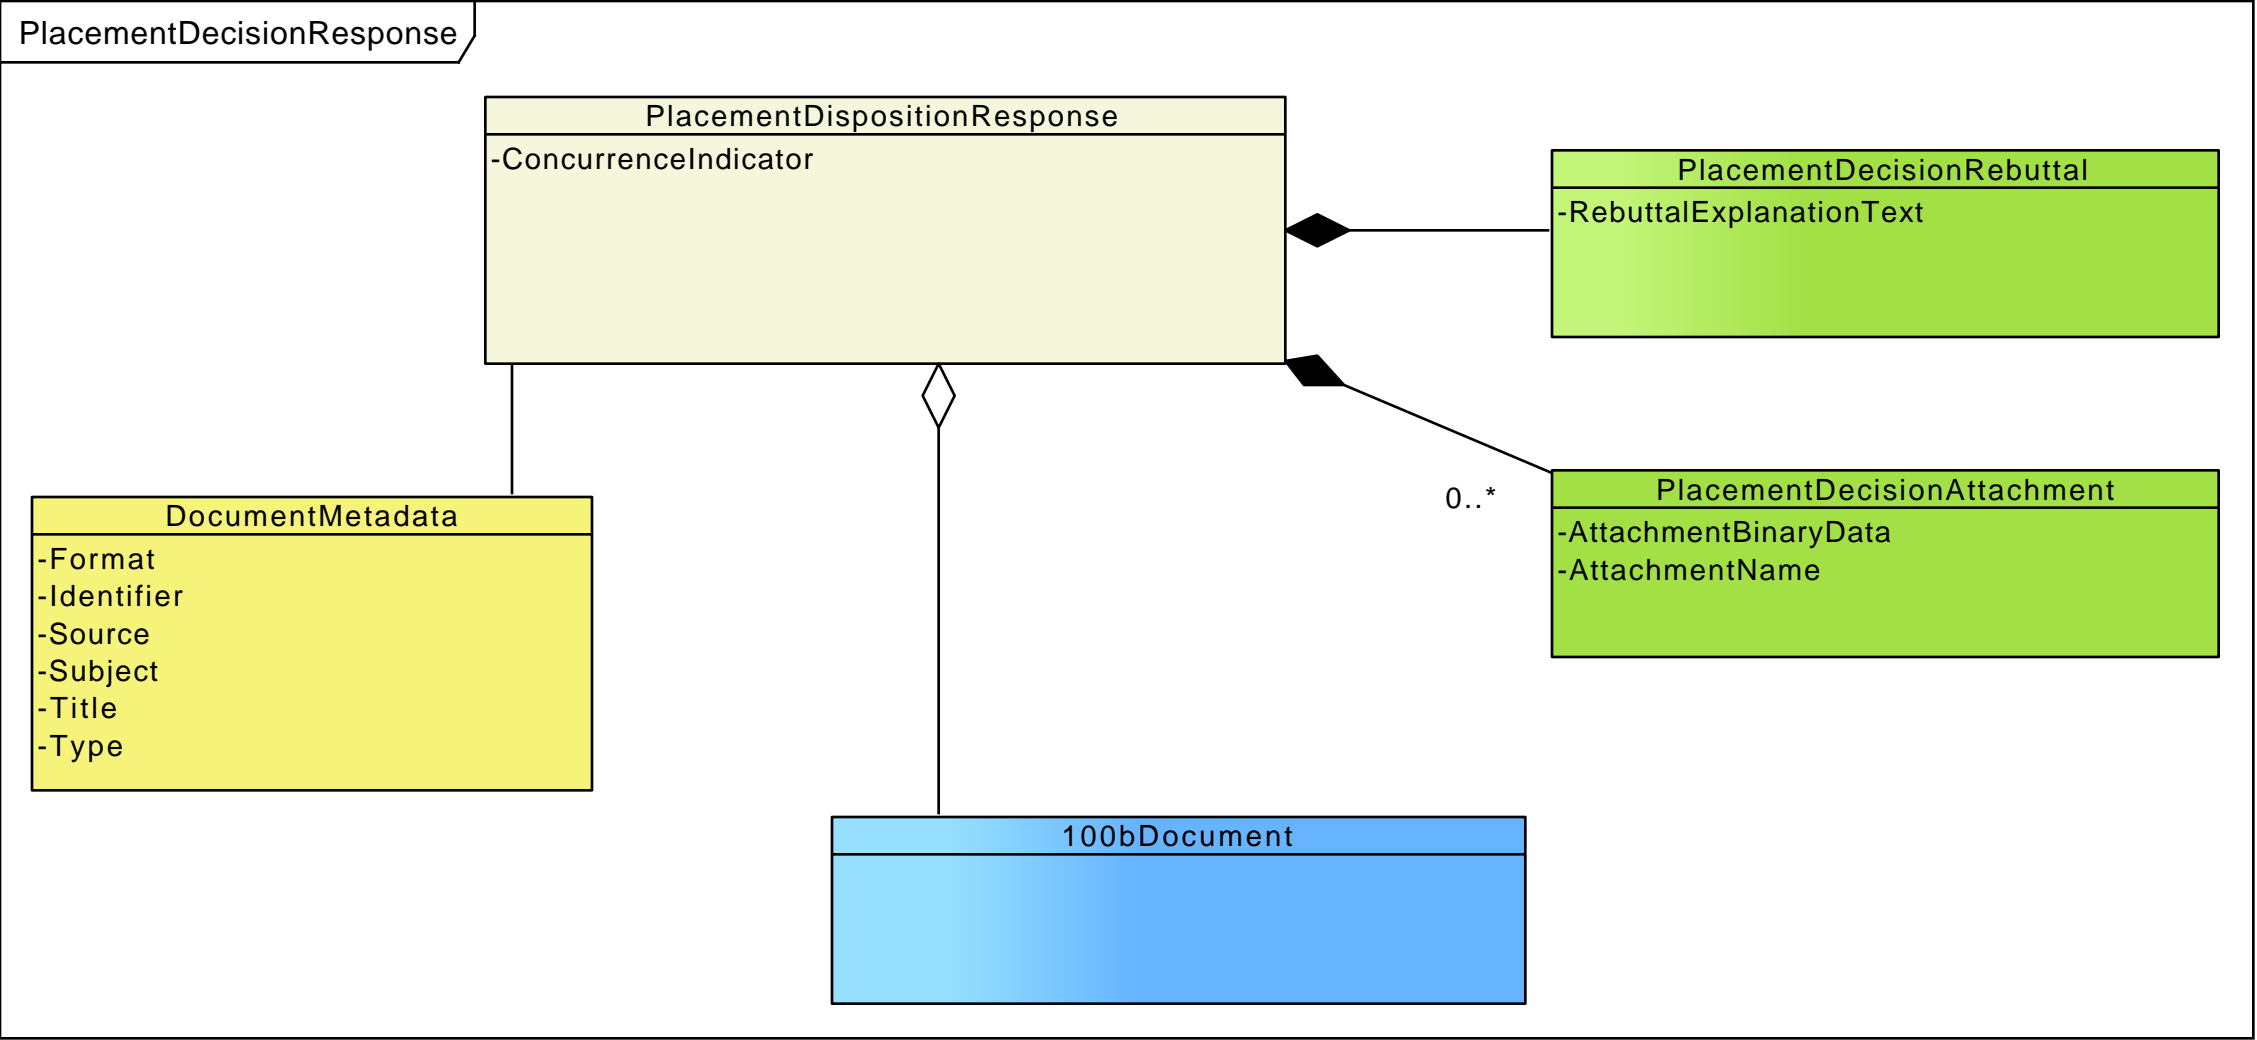 PlacementDecisionResponse
PlacementDispositionResponse
-ConcurrenceIndicator
PlacementDecisionRebuttal
-RebuttalExplanationText
0..*
PlacementDecisionAttachment
-AttachmentBinaryData
-AttachmentName
DocumentMetadata
-Format
-Identifier
-Source
-Subject
-Title
-Type
100bDocument